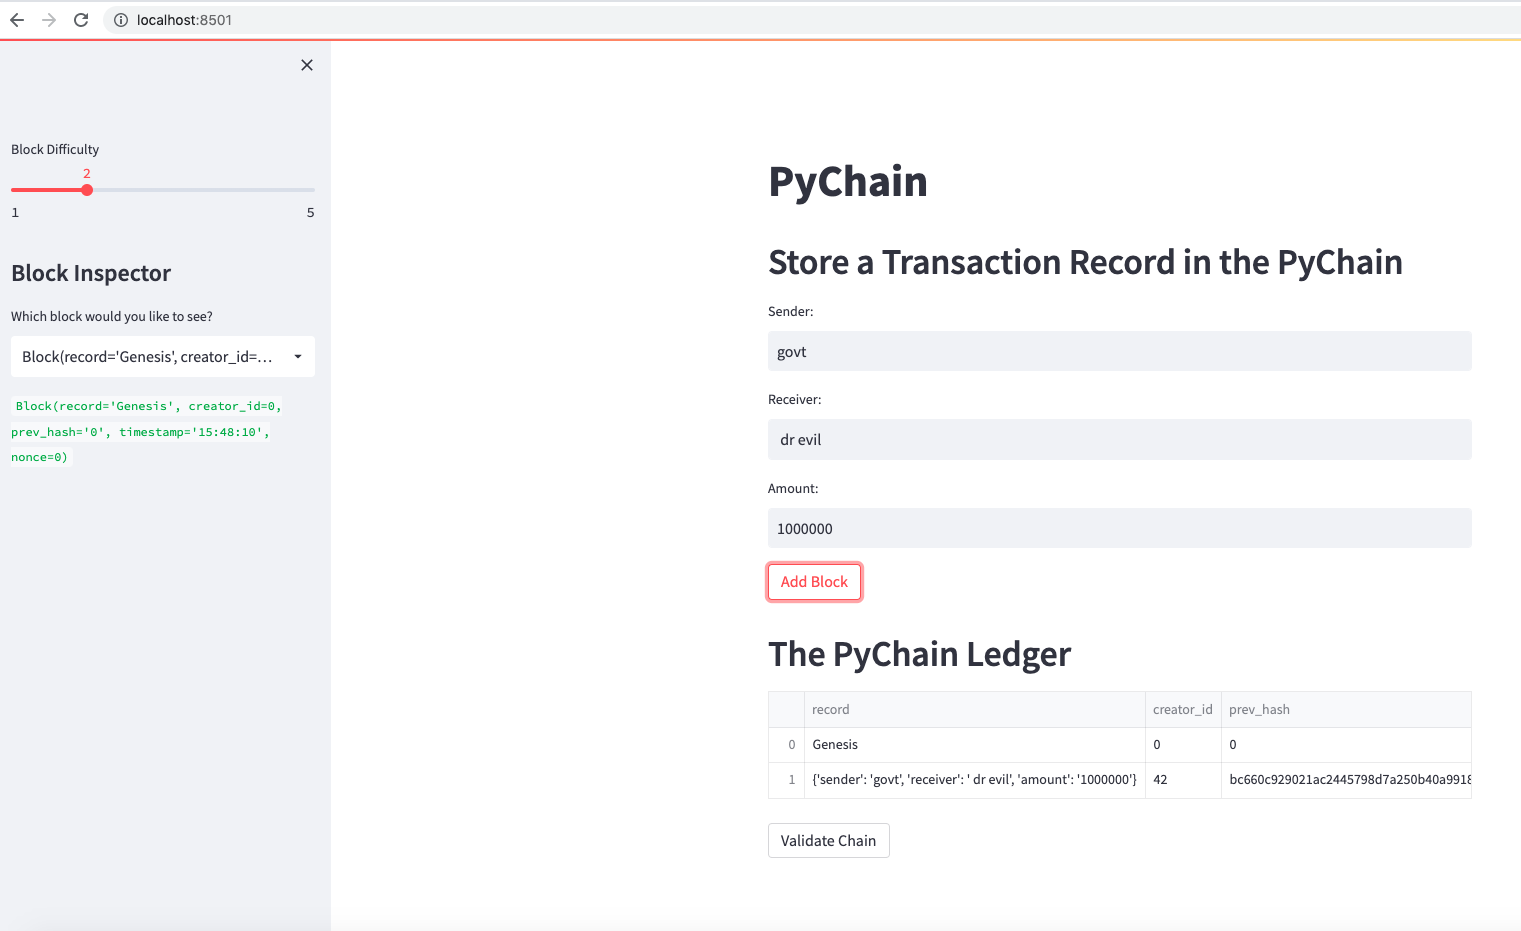 localhost:8501
Block Difficulty
2
1 5
Block Inspector
Which block would you like to see?
Block(record='Genesis', creator_id=...
Block(record='Genesis', creator_id=0,
prev_hash='0', timestamp='15:48:10',
nonce=0)
PyChain
Store a Transaction Record in the PyChain
Sender:
govt
Receiver:
dr evil
Amount:
1000000
Add Block
The PyChain Ledger
record creator_id prev_hash
0 Genesis 0 0
1 {'sender': 'govt', 'receiver': ' dr evil', 'amount': '1000000'} 42 bc660c929021ac2445798d7a250b40a9918
Validate Chain